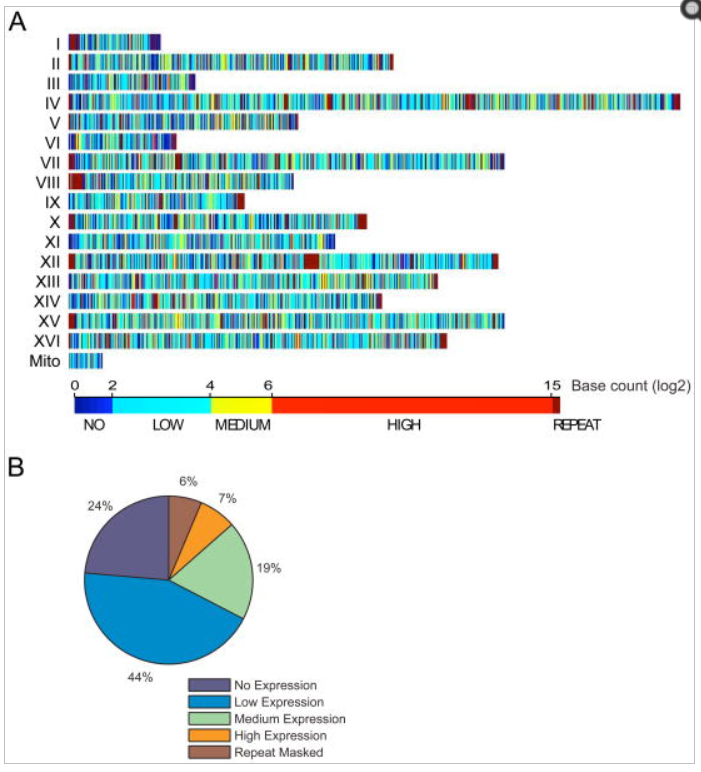 A
I
II
III
IV
V
VI
VII
VIII
IX
X
XI
XII
XIII
XIV
XV
XVI
Mito
0 2 4 6 15 Base count (log2)
NO LOW MEDIUM HIGH REPEAT
B
6%
24% 7%
19%
44%
No Expression
Low Expression
Medium Expression
High Expression
Repeat Masked